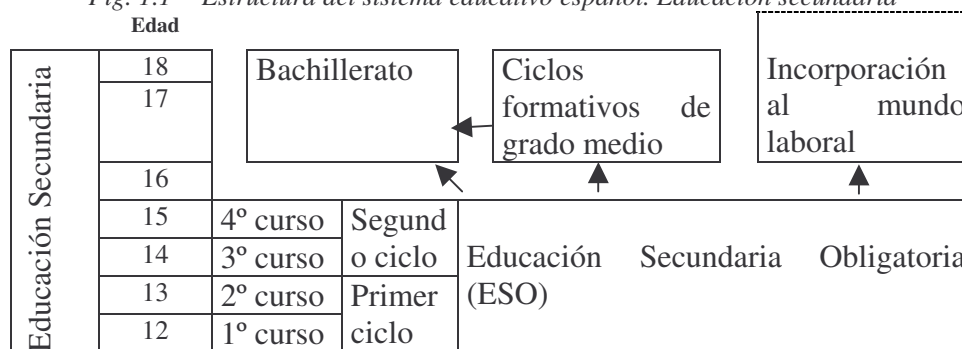 Fig. 1.1 Estructura del sistema educativo español. Educación secundaria
Edad
Educación Secundaria
18
17
16
15
14
13
12
Bachillerato
Ciclos
formativos de
grado medio
Incorporación
al mundo
laboral
4º curso
3º curso
2º curso
1º curso
Segund
o ciclo
Primer
ciclo
Educación Secundaria Obligatoria
(ESO)